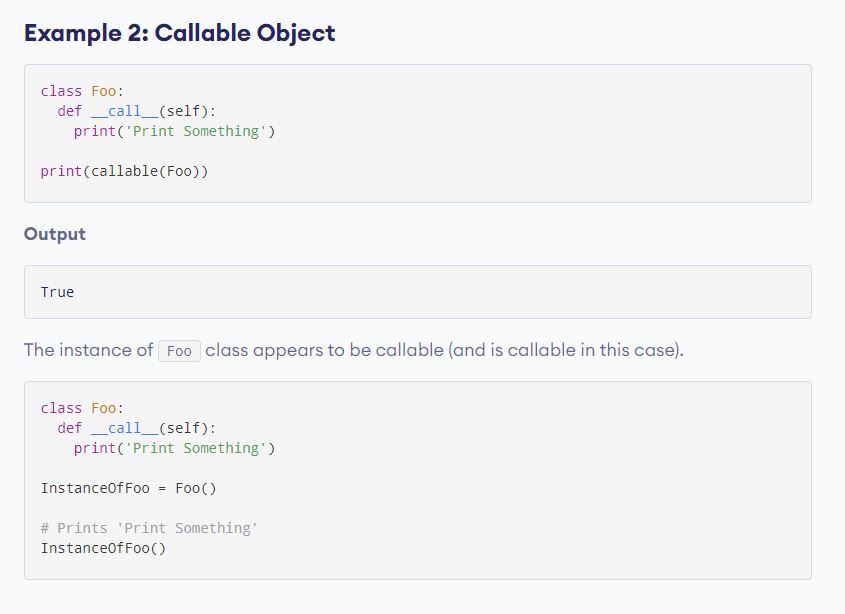 Example 2: Callable Object
class Foo:
  def __call__(self):
    print('Print Something')
print(callable(Foo))
Output
True
The instance of Foo class appears to be callable (and is callable in this case).
class Foo:
  def __call__(self):
    print('Print Something')
InstanceOfFoo = Foo()
# Prints 'Print Something'
InstanceOfFoo()